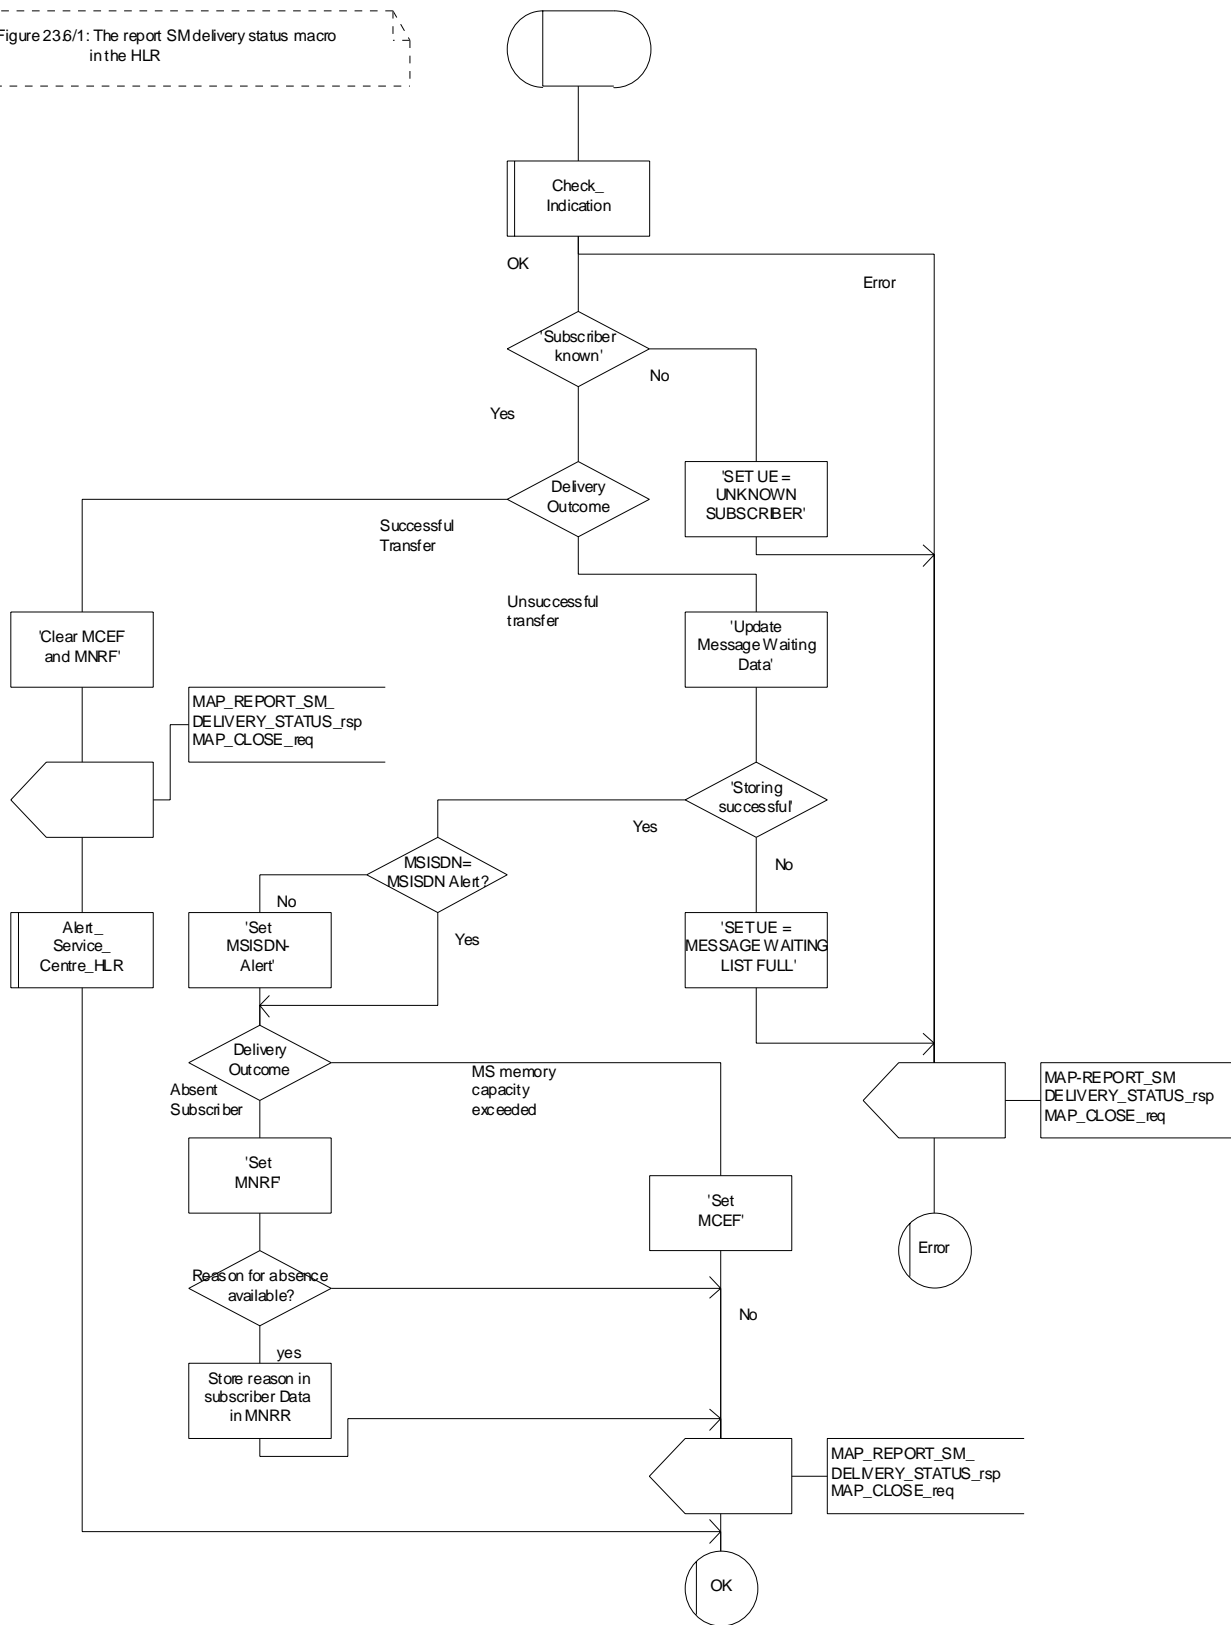 Figure 23.6/1: The report SM delivery status macro
in the HLR
Check_
Indication
OK
Error
'Subscriber
known'
No
Yes
Delivery
Outcome
'SET UE =
UNKNOWN
SUBSCRIBER'
Successful
Transfer
Unsuccessful
transfer
'Clear MCEF
and MNRF'
'Update
Message Waiting
Data'
MAP_REPORT_SM_
DELIVERY_STATUS_rsp
MAP_CLOSE_req
'Storing
successful'
Yes
No
MSISDN=
MSISDN Alert?
No
Yes
Alert_
Service_
Centre_HLR
'Set
MSISDN-
Alert'
'SET UE =
MESSAGE WAITING
LIST FULL'
Delivery
Outcome
Absent
Subscriber
MS memory
capacity
exceeded
MAP-REPORT_SM
DELIVERY_STATUS_rsp
MAP_CLOSE_req
'Set
MNRF'
'Set
MCEF'
Error
Reason for absence
available?
No
yes
Store reason in
subscriber Data
in MNRR
MAP_REPORT_SM_
DELIVERY_STATUS_rsp
MAP_CLOSE_req
OK